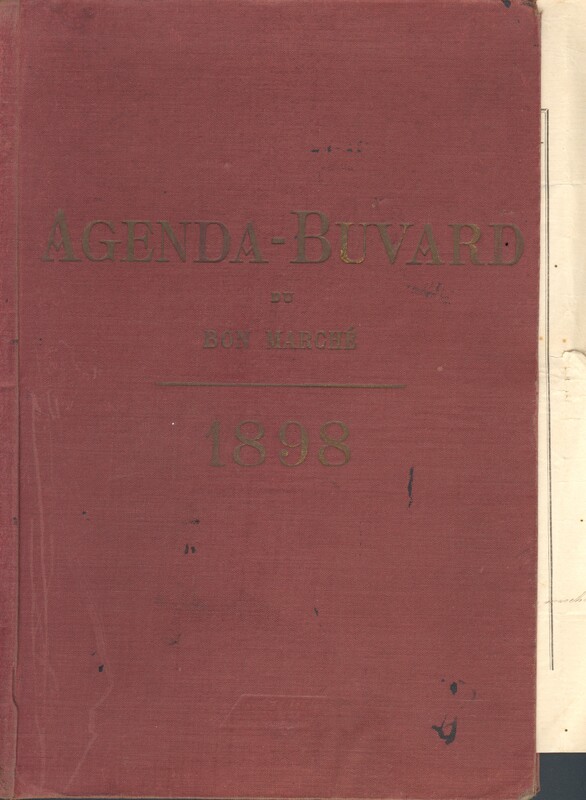 AGENDA-BUVARD
DU
BON MARCHÉ
1898